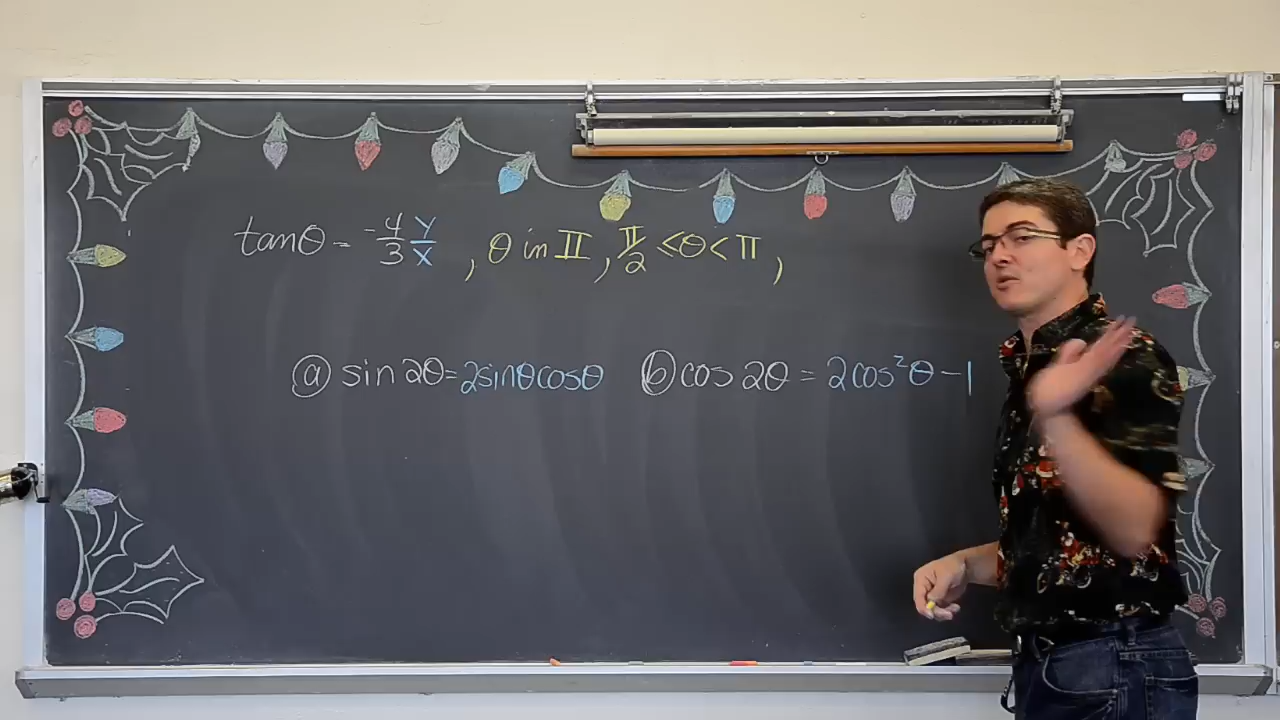 tanθ = -4/3 y/x , θ in II, π/2 < θ < π ,
ⓐ sin 2θ = 2sinθcosθ ⓑ cos 2θ = 2cos²θ - 1